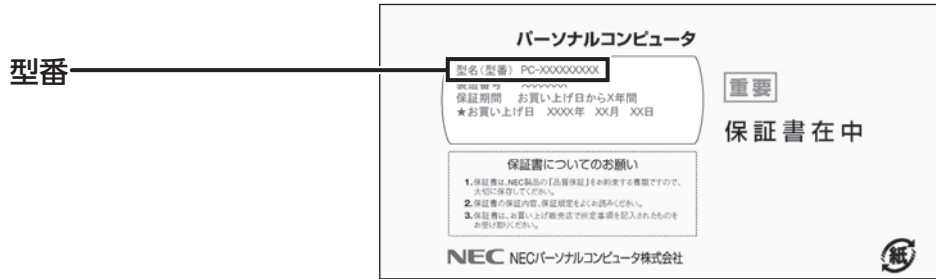 型番
パーソナルコンピュータ
型名(型番) PC-XXXXXXXXX
製造番号 XXXXXXX
保証期間 お買い上げ日からX年間
★お買い上げ日 XXXX年 XX月 XX日
重要
保証書在中
保証書についてのお願い
1.保証書は、NEC製品の「品質保証」をお約束する書類ですので、
大切に保存してください。
2.保証書の保証内容、保証規定をよくお読みください。
3.保証書は、お買い上げ販売店で所定事項を記入されたものを
お受け取りください。
NEC NECパーソナルコンピュータ株式会社
紙